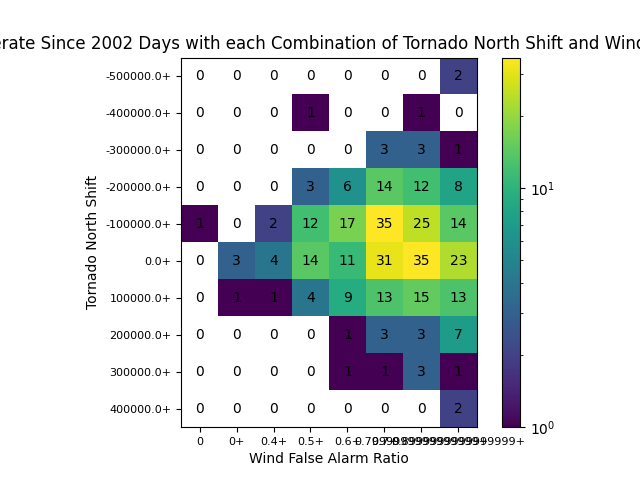 erate Since 2002 Days with each Combination of Tornado North Shift and Wind
Tornado North Shift
-500000.0+ 0 0 0 0 0 0 0 2
-400000.0+ 0 0 0 1 0 0 1 0
-300000.0+ 0 0 0 0 0 3 3 1
-200000.0+ 0 0 0 3 6 14 12 8
-100000.0+ 1 0 2 12 17 35 25 14
0.0+ 0 3 4 14 11 31 35 23
100000.0+ 0 1 1 4 9 13 15 13
200000.0+ 0 0 0 0 1 3 3 7
300000.0+ 0 0 0 0 1 1 3 1
400000.0+ 0 0 0 0 0 0 0 2
0 0+ 0.4+ 0.5+ 0.6+
Wind False Alarm Ratio
10¹
10⁰